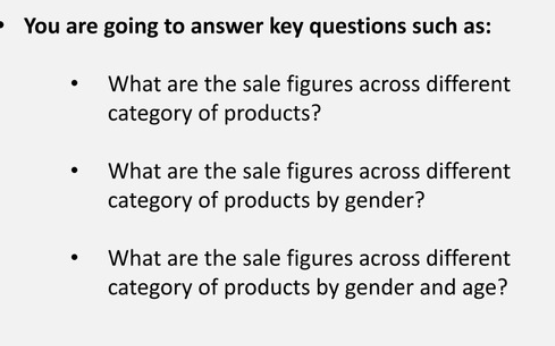 • You are going to answer key questions such as:
• What are the sale figures across different
category of products?
• What are the sale figures across different
category of products by gender?
• What are the sale figures across different
category of products by gender and age?